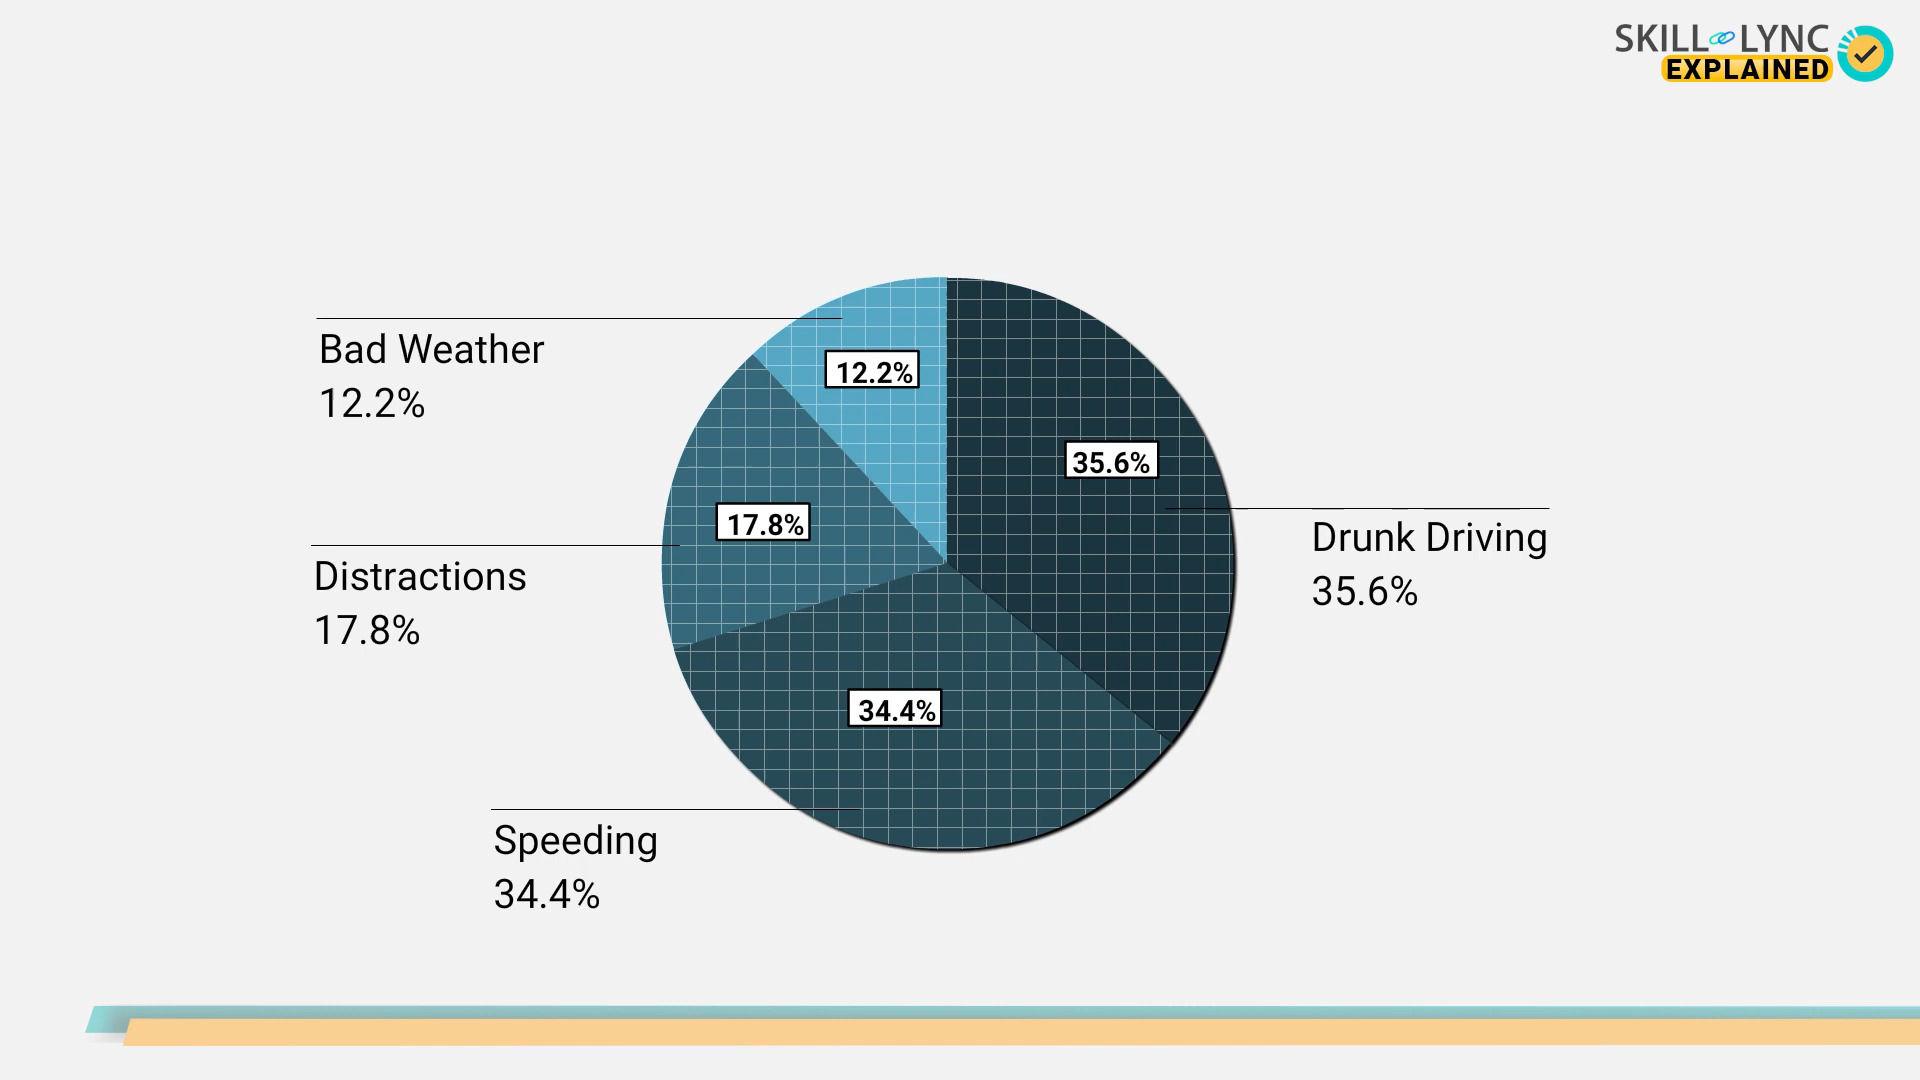 SKILL LYNC
EXPLAINED
Bad Weather
12.2%
12.2%
35.6%
Drunk Driving
35.6%
17.8%
Distractions
17.8%
34.4%
Speeding
34.4%